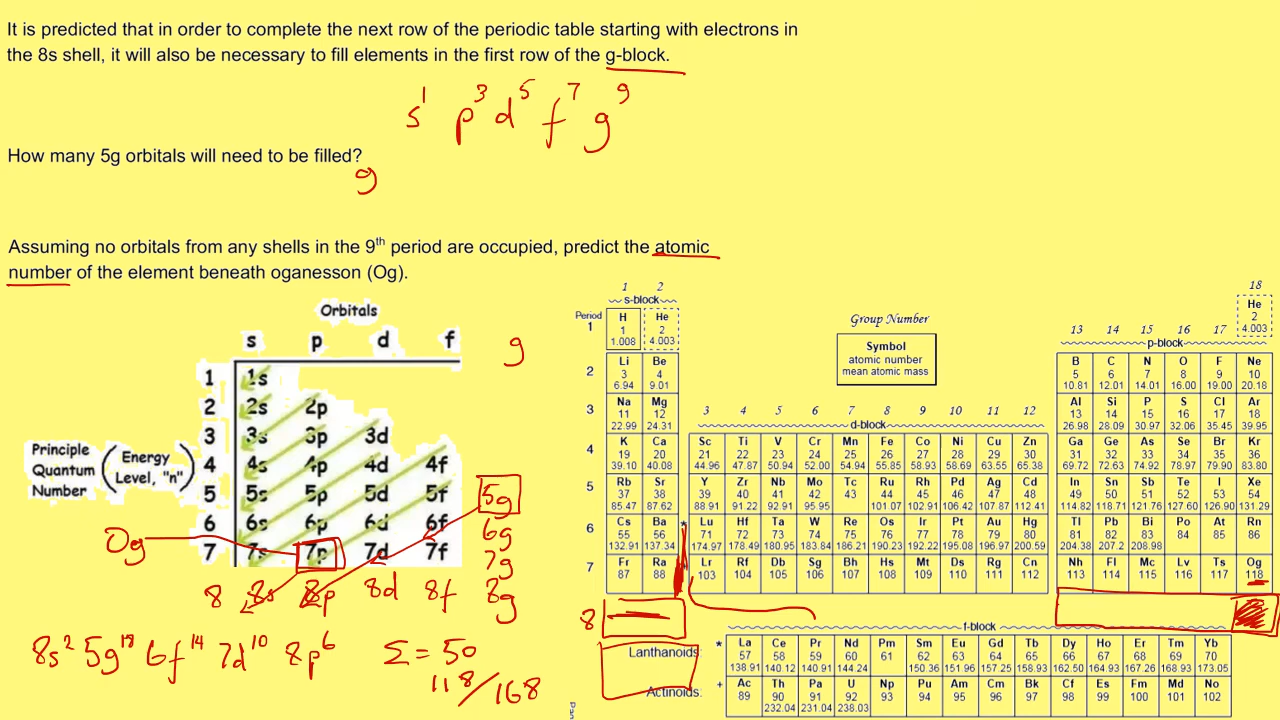 It is predicted that in order to complete the next row of the periodic table starting with electrons in
the 8s shell, it will also be necessary to fill elements in the first row of the g-block.
s¹ p³ d⁵ f⁷ g⁹
How many 5g orbitals will need to be filled?
9
Assuming no orbitals from any shells in the 9th period are occupied, predict the atomic
number of the element beneath oganesson (Og).
Orbitals
s p d f g
1 1s
2 2s 2p
3 3s 3p 3d
Principle Quantum Number (Energy Level, "n")
4 4s 4p 4d 4f
5 5s 5p 5d 5f 5g
6 6s 6p 6d 6f 6g
Og 7 7s 7p 7d 7f 7g
8 8s 8p 8d 8f 8g
8s² 5g¹⁸ 6f¹⁴ 7d¹⁰ 8p⁶ Σ = 50
118/168
1 2 18
s-block
Period
Group Number
Symbol
atomic number
mean atomic mass
13 14 15 16 17
p-block
3 4 5 6 7 8 9 10 11 12
d-block
1 H He He
1 2 2
1.008 4.003 4.003
2 Li Be B C N O F Ne
3 4 5 6 7 8 9 10
6.94 9.01 10.81 12.01 14.01 16.00 19.00 20.18
3 Na Mg Al Si P S Cl Ar
11 12 13 14 15 16 17 18
22.99 24.31 26.98 28.09 30.97 32.06 35.45 39.95
4 K Ca Sc Ti V Cr Mn Fe Co Ni Cu Zn Ga Ge As Se Br Kr
19 20 21 22 23 24 25 26 27 28 29 30 31 32 33 34 35 36
39.10 40.08 44.96 47.87 50.94 52.00 54.94 55.85 58.93 58.69 63.55 65.38 69.72 72.63 74.92 78.97 79.90 83.80
5 Rb Sr Y Zr Nb Mo Tc Ru Rh Pd Ag Cd In Sn Sb Te I Xe
37 38 39 40 41 42 43 44 45 46 47 48 49 50 51 52 53 54
85.47 87.62 88.91 91.22 92.91 95.95 101.07 102.91 106.42 107.87 112.41 114.82 118.71 121.76 127.60 126.90 131.29
6 Cs Ba * Lu Hf Ta W Re Os Ir Pt Au Hg Tl Pb Bi Po At Rn
55 56 71 72 73 74 75 76 77 78 79 80 81 82 83 84 85 86
132.91 137.34 174.97 178.49 180.95 183.84 186.21 190.23 192.22 195.08 196.97 200.59 204.38 207.2 208.98
7 Fr Ra Lr Rf Db Sg Bh Hs Mt Ds Rg Cn Nh Fl Mc Lv Ts Og
87 88 103 104 105 106 107 108 109 110 111 112 113 114 115 116 117 118
8
f-block
Lanthanoids: * La Ce Pr Nd Pm Sm Eu Gd Tb Dy Ho Er Tm Yb
57 58 59 60 61 62 63 64 65 66 67 68 69 70
138.91 140.12 140.91 144.24 150.36 151.96 157.25 158.93 162.50 164.93 167.26 168.93 173.05
Actinoids: + Ac Th Pa U Np Pu Am Cm Bk Cf Es Fm Md No
89 90 91 92 93 94 95 96 97 98 99 100 101 102
232.04 231.04 238.03